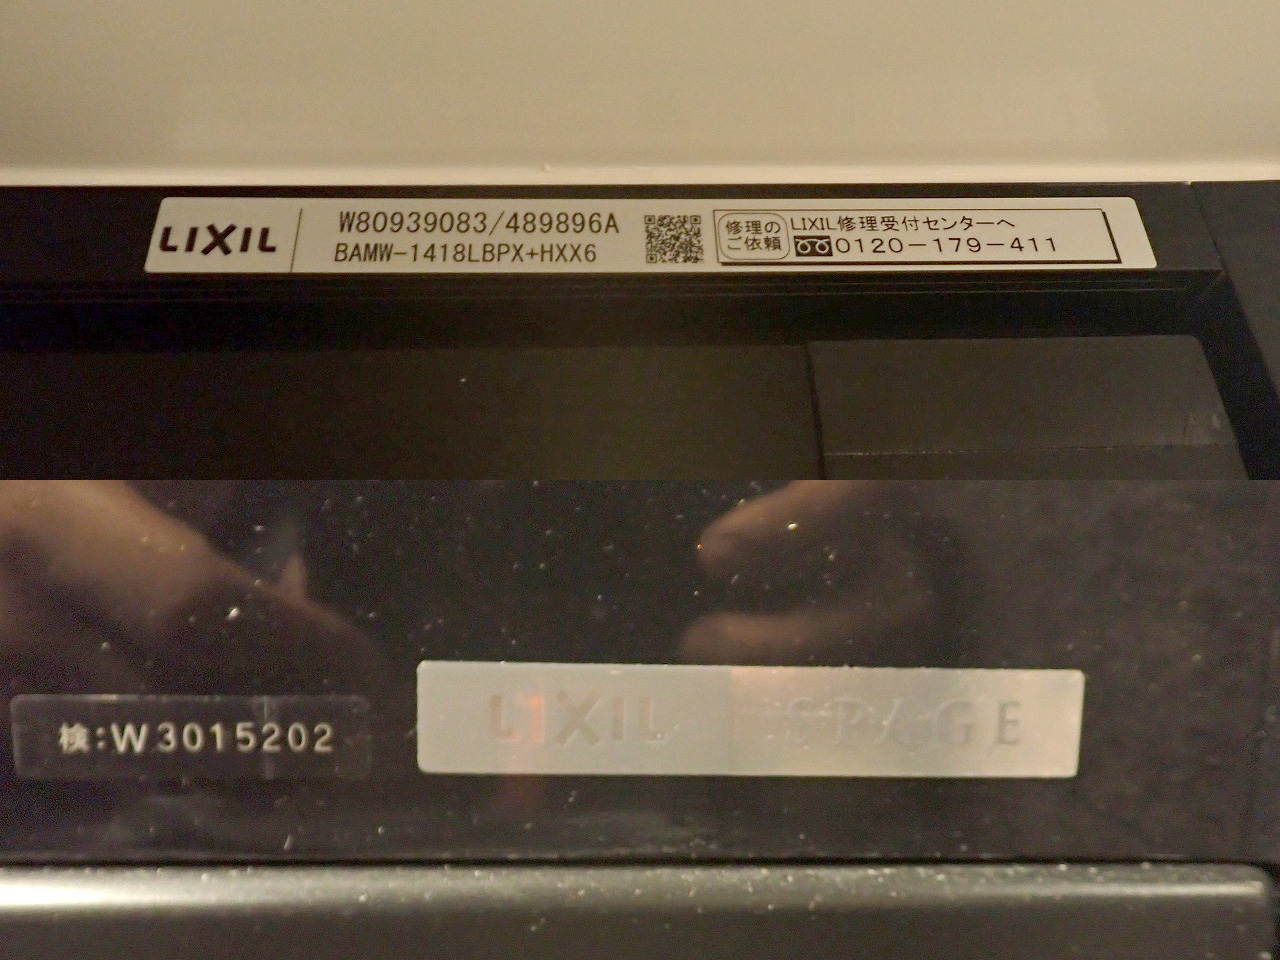 LIXIL
W80939083/489896A
BAMW-1418LBPX+HXX6
修理の
ご依頼
LIXIL修理受付センターへ
0120-179-411
検:W3015202
LIXIL SPAGE